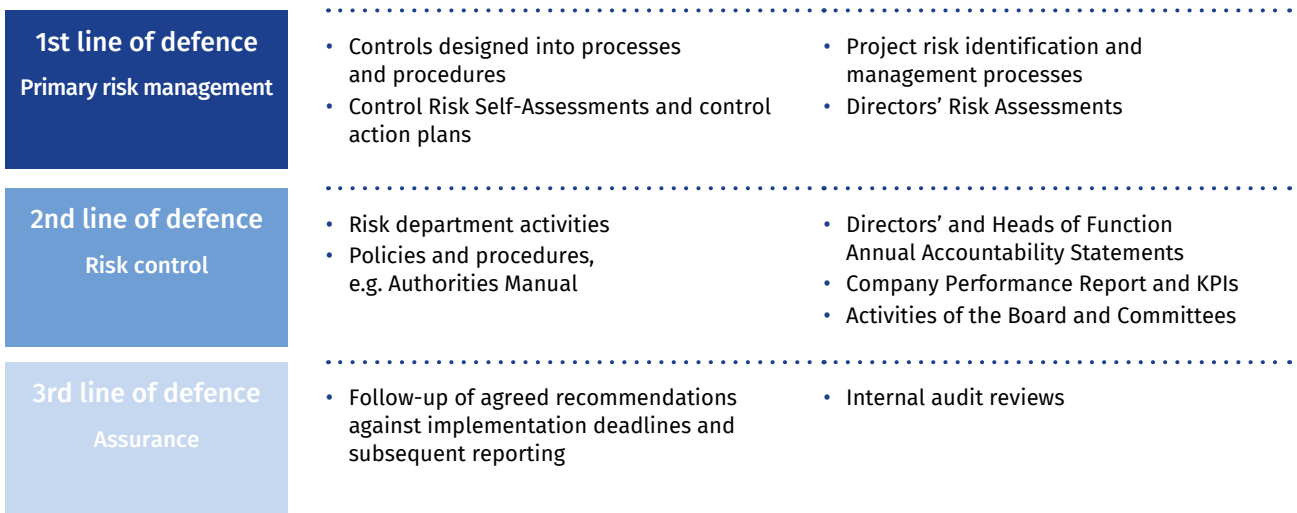 1st line of defence
Primary risk management
• Controls designed into processes
and procedures
• Control Risk Self-Assessments and control
action plans
• Project risk identification and
management processes
• Directors’ Risk Assessments
2nd line of defence
Risk control
• Risk department activities
• Policies and procedures,
e.g. Authorities Manual
• Directors’ and Heads of Function
Annual Accountability Statements
• Company Performance Report and KPIs
• Activities of the Board and Committees
3rd line of defence
Assurance
• Follow-up of agreed recommendations
against implementation deadlines and
subsequent reporting
• Internal audit reviews